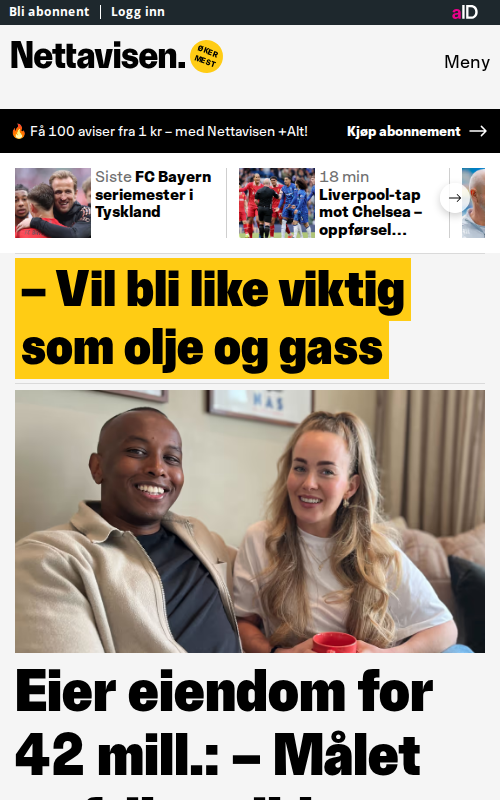 Bli abonnent | Logg inn
aID
Nettavisen.
ØKER
MEST
Meny
🔥 Få 100 aviser fra 1 kr – med Nettavisen +Alt!
Kjøp abonnement →
Siste FC Bayern
seriemester i
Tyskland
18 min
Liverpool-tap
mot Chelsea –
oppførsel...
– Vil bli like viktig
som olje og gass
HAS
Eier eiendom for
42 mill.: – Målet